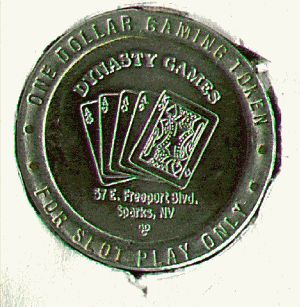 ONE DOLLAR GAMING TOKEN
DYNASTY GAMES
57 E. Freeport Blvd.
Sparks, NV
FOR SLOT PLAY ONLY